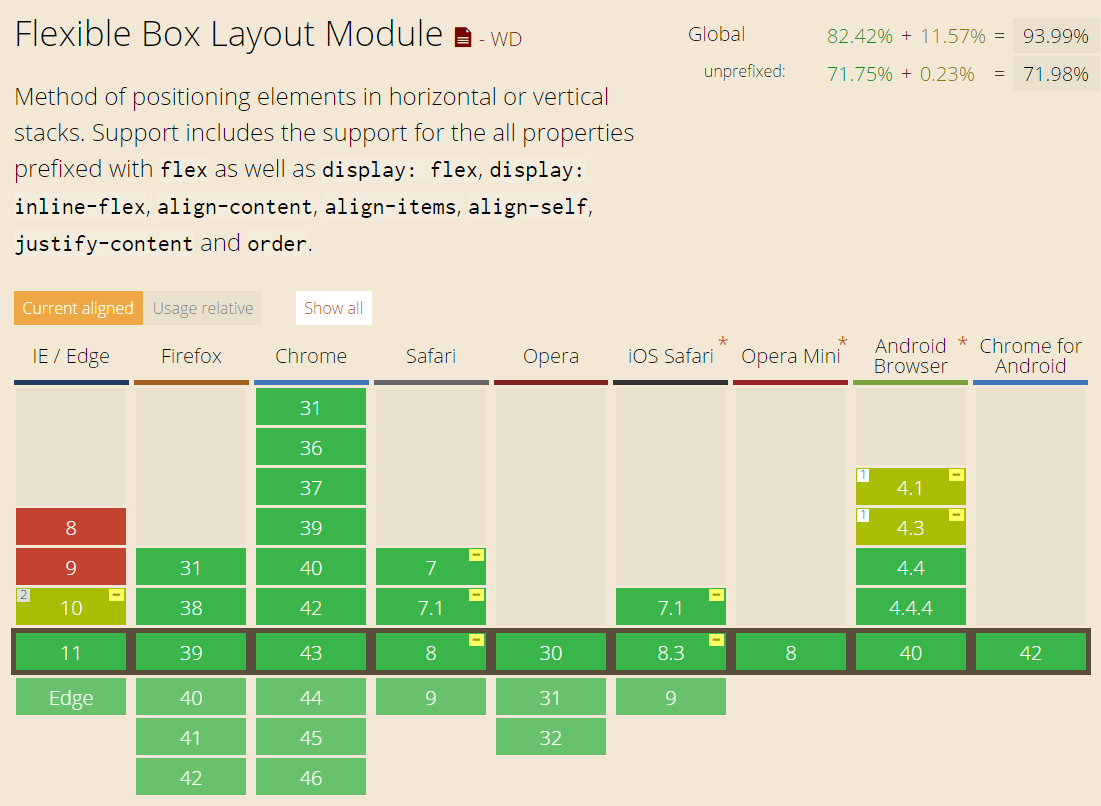 Flexible Box Layout Module - WD
Global 82.42% + 11.57% = 93.99%
unprefixed: 71.75% + 0.23% = 71.98%
Method of positioning elements in horizontal or vertical
stacks. Support includes the support for the all properties
prefixed with flex as well as display: flex, display:
inline-flex, align-content, align-items, align-self,
justify-content and order.
Current aligned Usage relative Show all
IE / Edge Firefox Chrome Safari Opera iOS Safari * Opera Mini * Android Browser * Chrome for Android
31
36
37 1 4.1 -
8 39 1 4.3 -
9 31 40 7 - 4.4
2 10 - 38 42 7.1 - 7.1 - 4.4.4
11 39 43 8 - 30 8.3 - 8 40 42
Edge 40 44 9 31 9
41 45 32
42 46